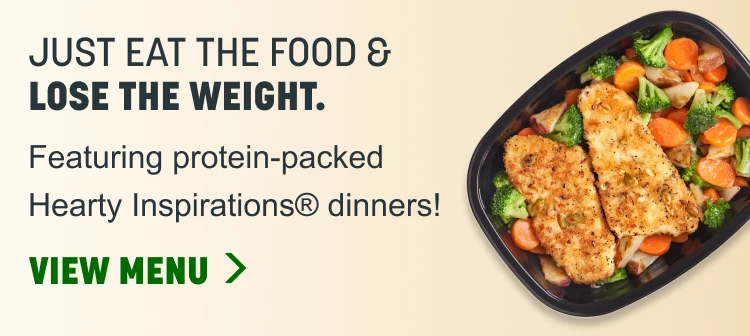 JUST EAT THE FOOD &
LOSE THE WEIGHT.
Featuring protein-packed
Hearty Inspirations® dinners!
VIEW MENU >